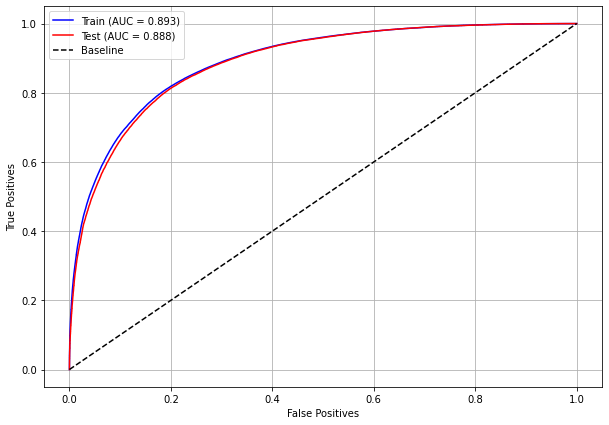 Train (AUC = 0.893)
Test (AUC = 0.888)
Baseline
1.0
0.8
0.6
0.4
0.2
0.0
True Positives
0.0 0.2 0.4 0.6 0.8 1.0
False Positives